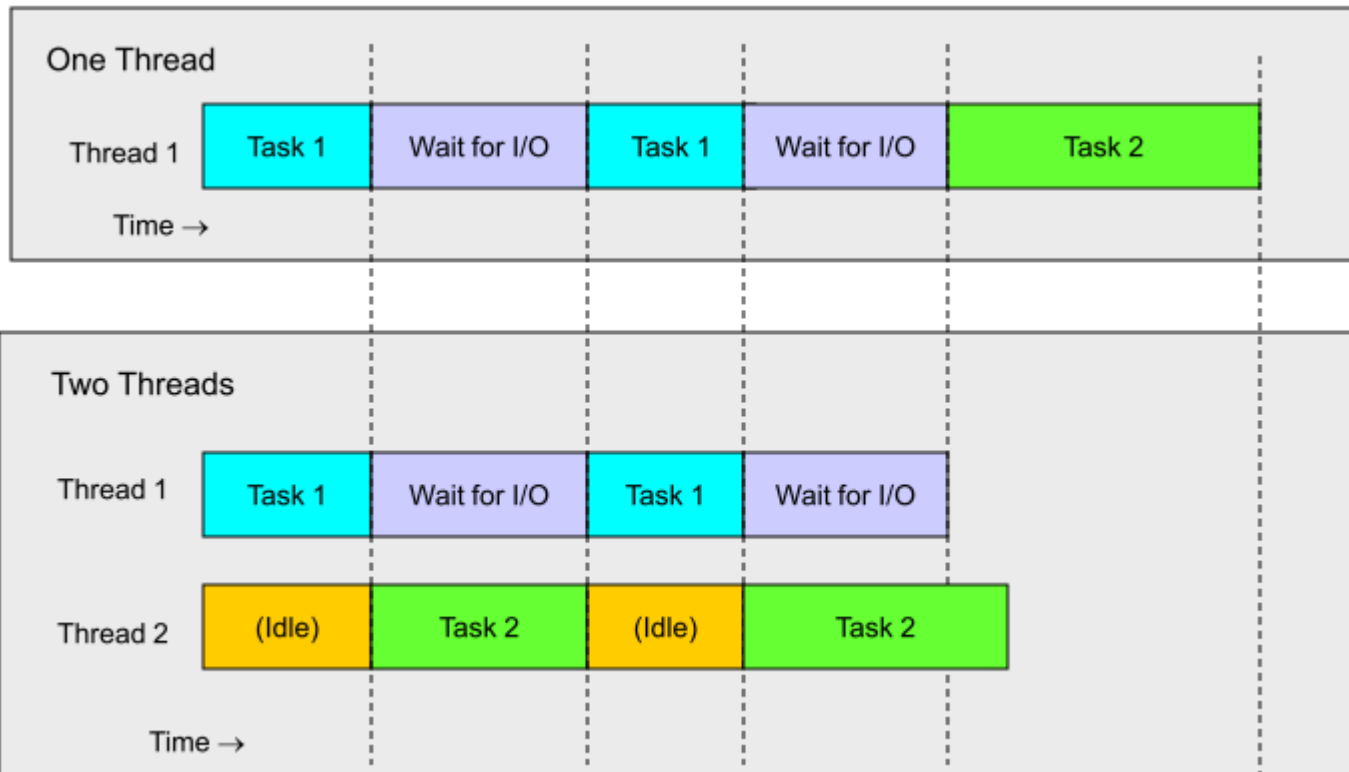 One Thread
Thread 1
Task 1
Wait for I/O
Task 1
Wait for I/O
Task 2
Time →
Two Threads
Thread 1
Task 1
Wait for I/O
Task 1
Wait for I/O
Thread 2
(Idle)
Task 2
(Idle)
Task 2
Time →